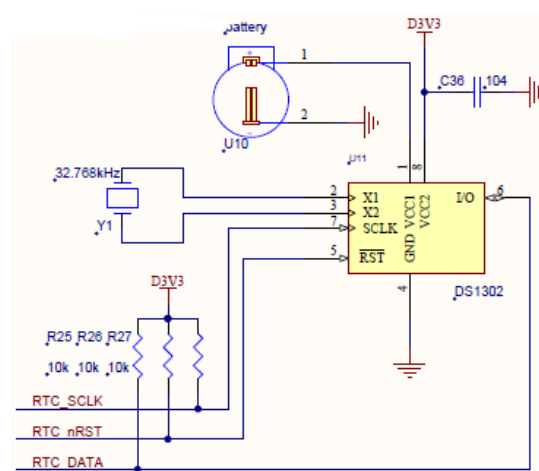 battery
D3V3
1
C36
104
2
U10
U11
1
8
32.768kHz
2
X1
VCC1
VCC2
I/O
6
3
X2
Y1
7
SCLK
5
RST
GND
4
DS1302
D3V3
R25 R26 R27
10k 10k 10k
RTC_SCLK
RTC_nRST
RTC_DATA